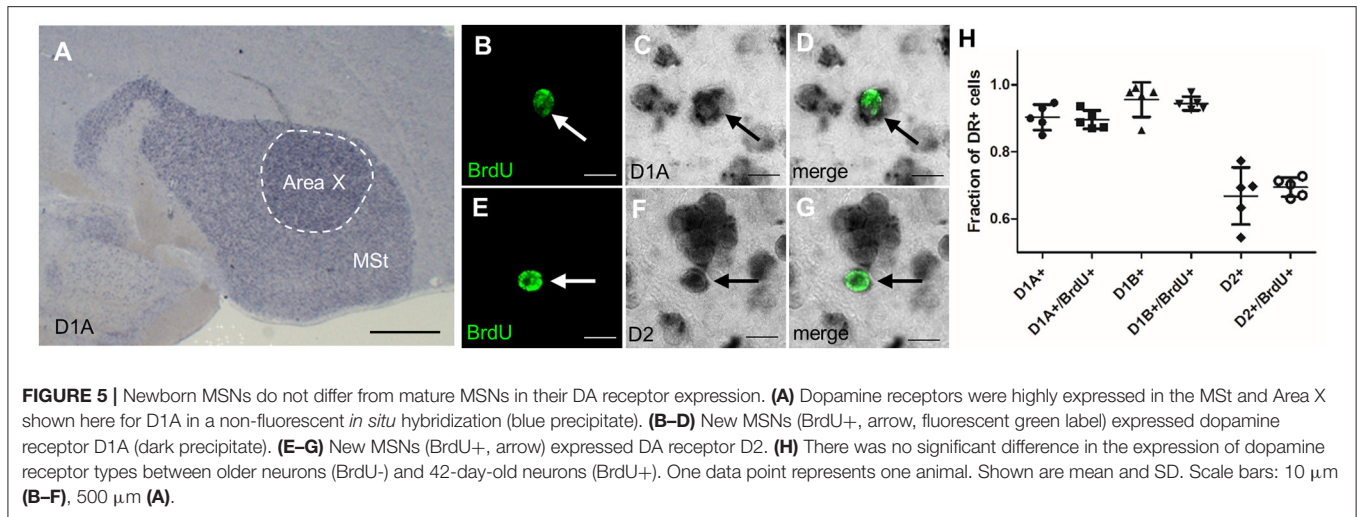 A
Area X
MSt
D1A
B
BrdU
C
D1A
D
merge
E
BrdU
F
D2
G
merge
H
Fraction of DR+ cells
1.0
0.8
0.6
D1A+
D1A+/BrdU+
D1B+
D1B+/BrdU+
D2+
D2+/BrdU+
FIGURE 5 | Newborn MSNs do not differ from mature MSNs in their DA receptor expression. (A) Dopamine receptors were highly expressed in the MSt and Area X
shown here for D1A in a non-fluorescent in situ hybridization (blue precipitate). (B–D) New MSNs (BrdU+, arrow, fluorescent green label) expressed dopamine
receptor D1A (dark precipitate). (E–G) New MSNs (BrdU+, arrow) expressed DA receptor D2. (H) There was no significant difference in the expression of dopamine
receptor types between older neurons (BrdU-) and 42-day-old neurons (BrdU+). One data point represents one animal. Shown are mean and SD. Scale bars: 10 μm
(B–F), 500 μm (A).